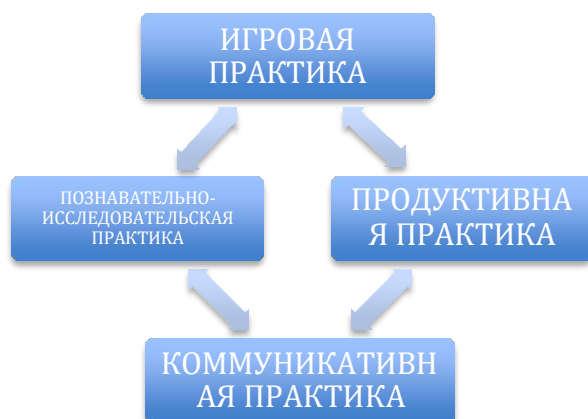 ИГРОВАЯ
ПРАКТИКА
ПОЗНАВАТЕЛЬНО-
ИССЛЕДОВАТЕЛЬСКАЯ
ПРАКТИКА
ПРОДУКТИВНА
Я ПРАКТИКА
КОММУНИКАТИВН
АЯ ПРАКТИКА